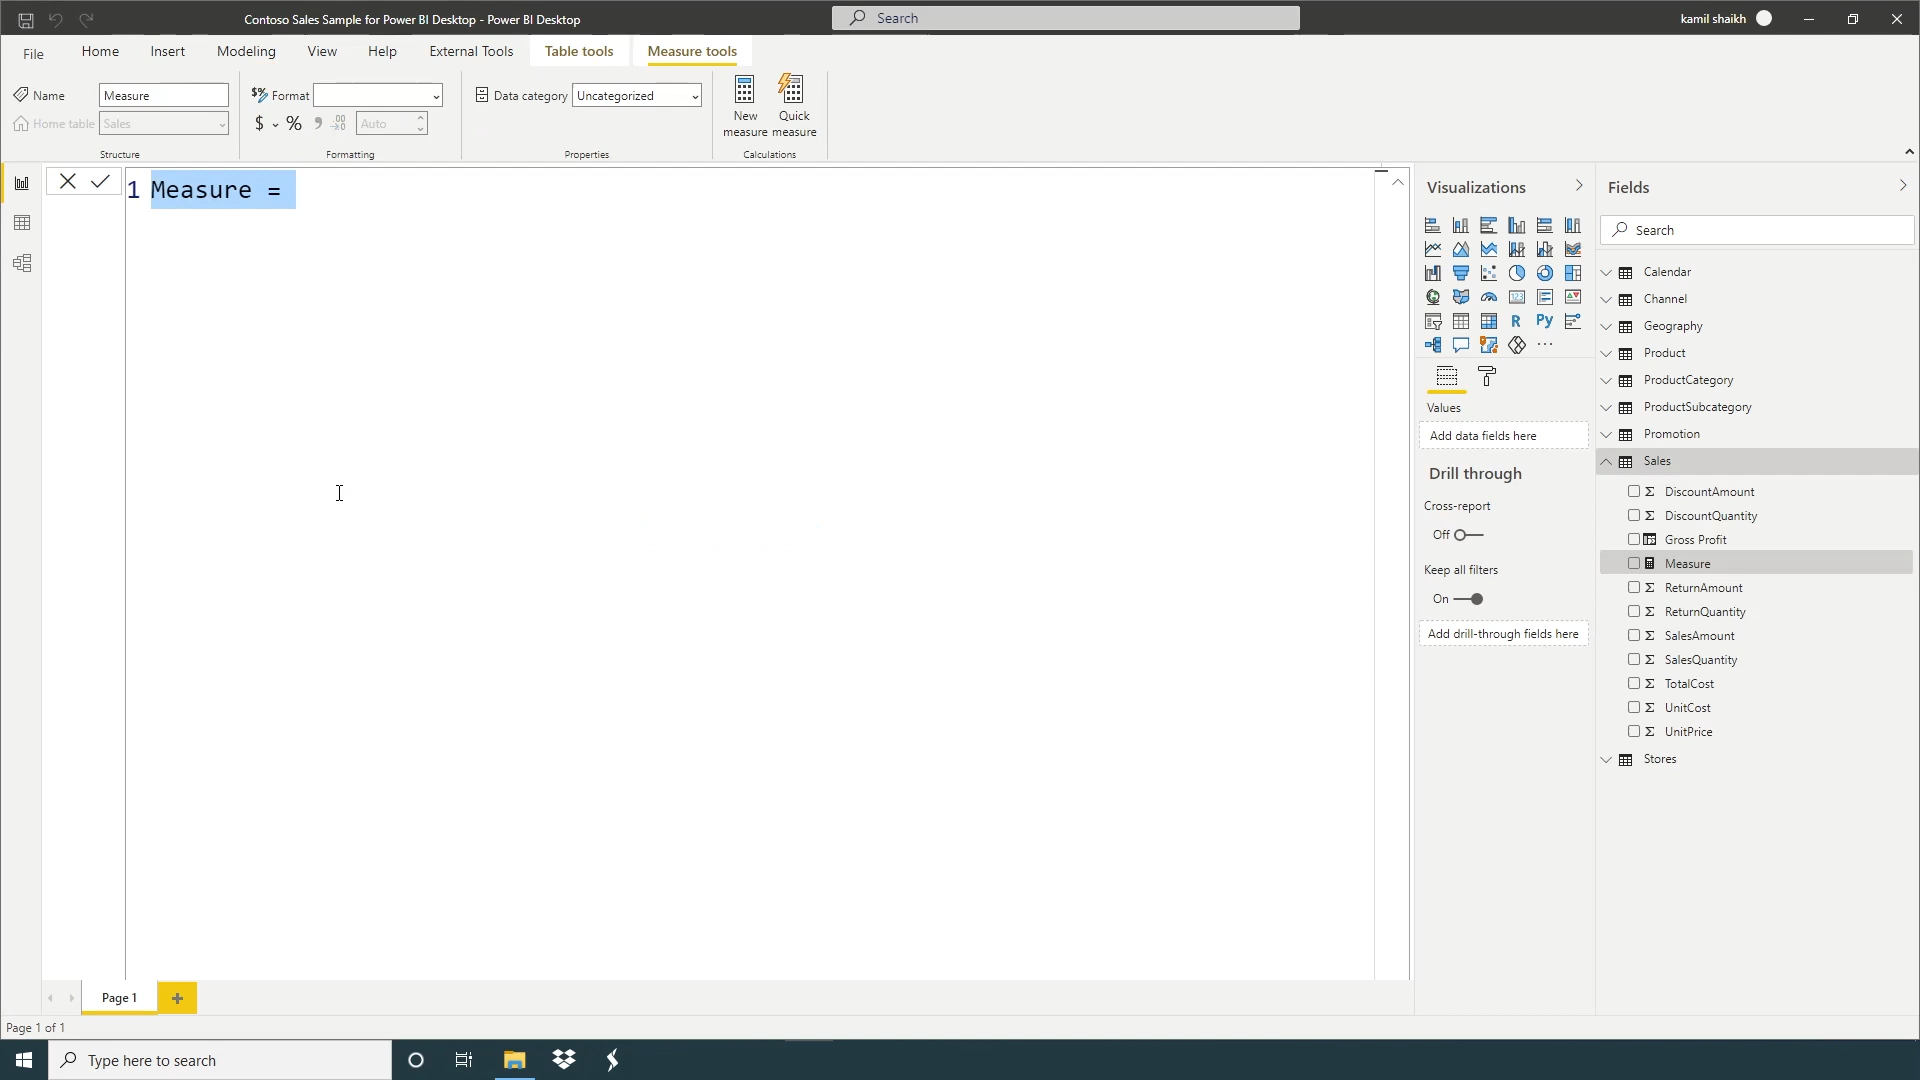 Contoso Sales Sample for Power BI Desktop - Power BI Desktop
Search
kamil shaikh
File
Home
Insert
Modeling
View
Help
External Tools
Table tools
Measure tools
Name
Measure
Home table
Sales
Structure
Format
$ %
Auto
Formatting
Data category
Uncategorized
Properties
New measure
Quick measure
Calculations
1 Measure =
Visualizations
R
Py
Values
Add data fields here
Drill through
Cross-report
Off
Keep all filters
On
Add drill-through fields here
Fields
Search
Calendar
Channel
Geography
Product
ProductCategory
ProductSubcategory
Promotion
Sales
DiscountAmount
DiscountQuantity
Gross Profit
Measure
ReturnAmount
ReturnQuantity
SalesAmount
SalesQuantity
TotalCost
UnitCost
UnitPrice
Stores
Page 1
Page 1 of 1
Type here to search